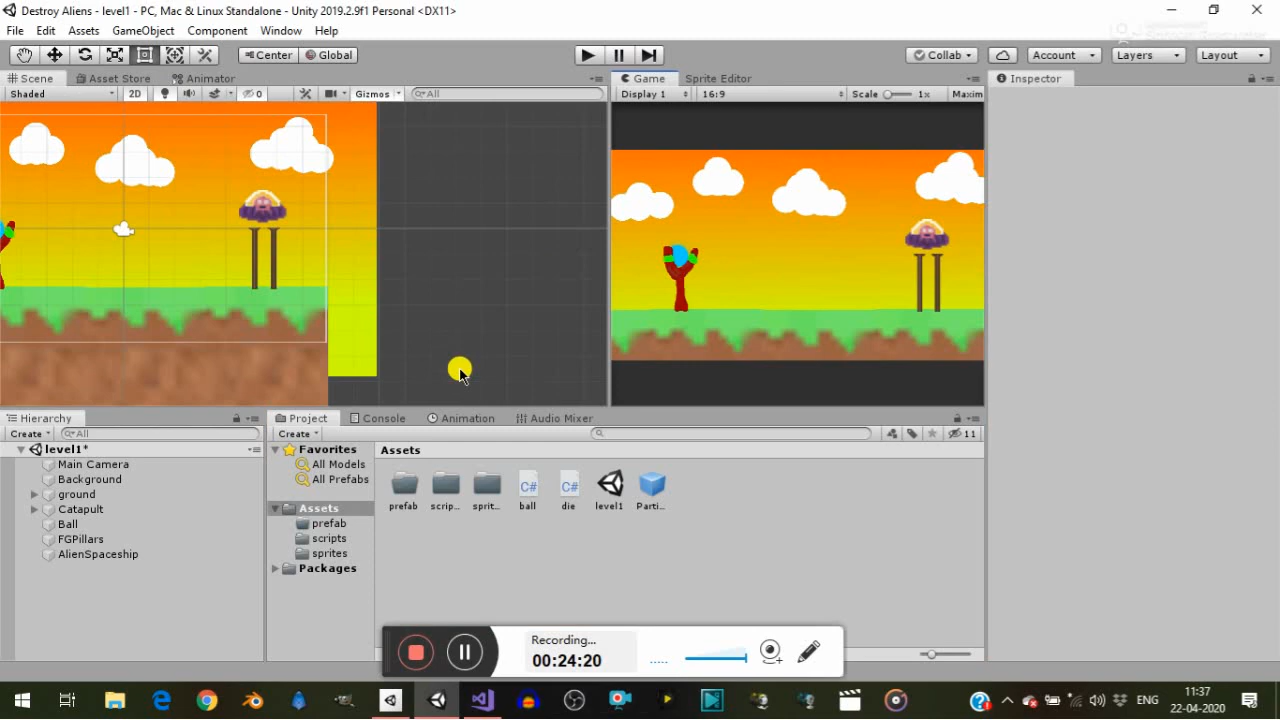 Destroy Aliens - level1 - PC, Mac & Linux Standalone - Unity 2019.2.9f1 Personal <DX11>
File Edit Assets GameObject Component Window Help
Center Global Collab Account Layers Layout
Scene Asset Store Animator Game Sprite Editor Inspector
Shaded 2D 0 Gizmos All Display 1 16:9 Scale 1x Maxim
Hierarchy Project Console Animation Audio Mixer
Create All Create 11
level1*
Main Camera
Background
ground
Catapult
Ball
FGPillars
AlienSpaceship
Favorites
All Models
All Prefabs
Assets
prefab
scripts
sprites
Packages
Assets
prefab scrip... sprit... ball die level1 Parti...
Recording...
00:24:20
ENG 11:37
22-04-2020